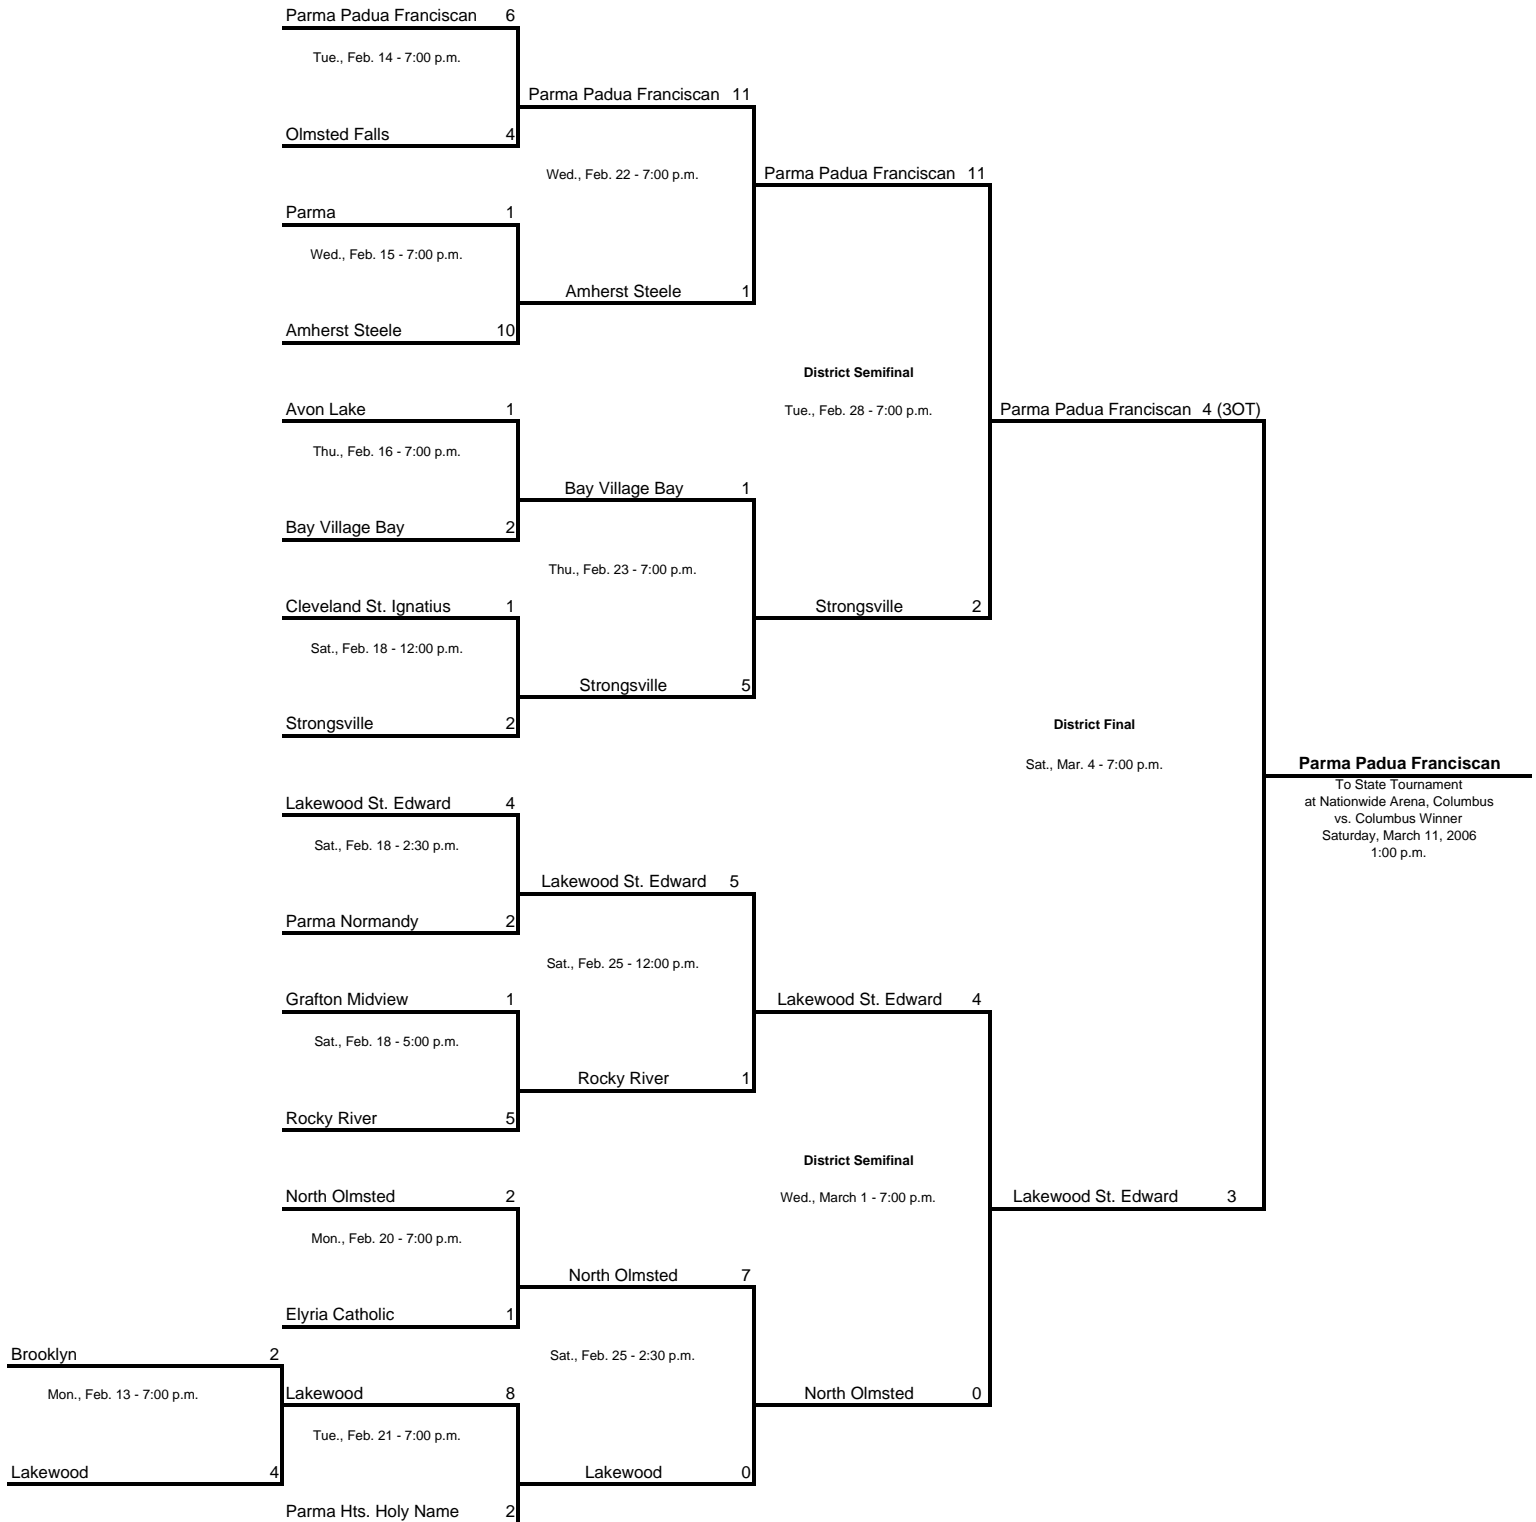 Parma Padua Franciscan 6
Tue., Feb. 14 - 7:00 p.m.
Parma Padua Franciscan 11
Olmsted Falls 4
Wed., Feb. 22 - 7:00 p.m.
Parma Padua Franciscan 11
Parma 1
Wed., Feb. 15 - 7:00 p.m.
Amherst Steele 1
Amherst Steele 10
District Semifinal
Avon Lake 1
Tue., Feb. 28 - 7:00 p.m.
Parma Padua Franciscan 4 (3OT)
Thu., Feb. 16 - 7:00 p.m.
Bay Village Bay 1
Bay Village Bay 2
Thu., Feb. 23 - 7:00 p.m.
Cleveland St. Ignatius 1
Strongsville 2
Sat., Feb. 18 - 12:00 p.m.
Strongsville 5
Strongsville 2
District Final
Sat., Mar. 4 - 7:00 p.m.
Parma Padua Franciscan
To State Tournament
at Nationwide Arena, Columbus
vs. Columbus Winner
Saturday, March 11, 2006
1:00 p.m.
Lakewood St. Edward 4
Sat., Feb. 18 - 2:30 p.m.
Lakewood St. Edward 5
Parma Normandy 2
Sat., Feb. 25 - 12:00 p.m.
Grafton Midview 1
Lakewood St. Edward 4
Sat., Feb. 18 - 5:00 p.m.
Rocky River 1
Rocky River 5
District Semifinal
North Olmsted 2
Wed., March 1 - 7:00 p.m.
Lakewood St. Edward 3
Mon., Feb. 20 - 7:00 p.m.
North Olmsted 7
Elyria Catholic 1
Brooklyn 2
Sat., Feb. 25 - 2:30 p.m.
Mon., Feb. 13 - 7:00 p.m.
Lakewood 8
North Olmsted 0
Tue., Feb. 21 - 7:00 p.m.
Lakewood 4
Lakewood 0
Parma Hts. Holy Name 2